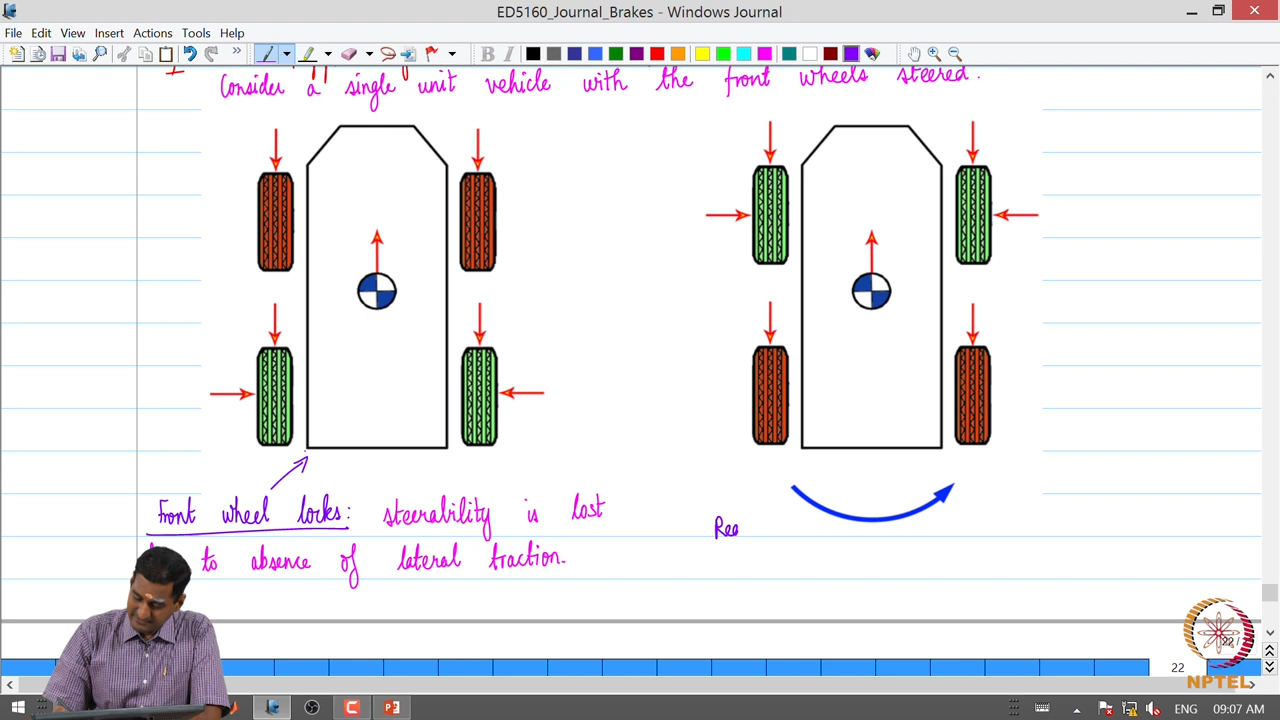 ED5160_Journal_Brakes - Windows Journal
File Edit View Insert Actions Tools Help
Consider a single unit vehicle with the front wheels steered.
Front wheel locks: steerability is lost
to absence of lateral traction.
Rea
22 /
22
NPTEL
ENG 09:07 AM